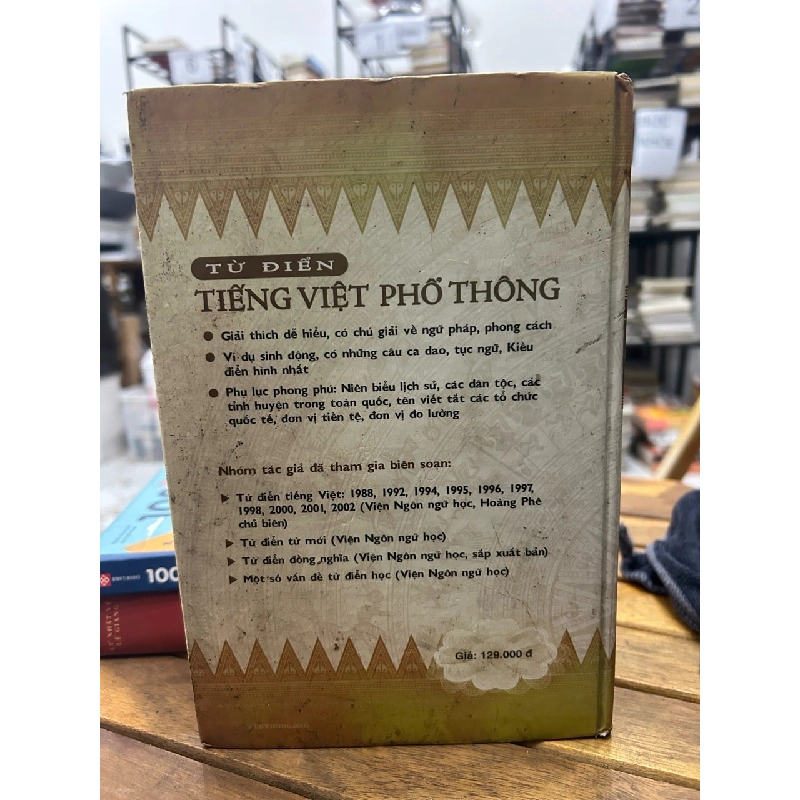 TỪ ĐIỂN
TIẾNG VIỆT PHỔ THÔNG
Giải thích dễ hiểu, có chú giải về ngữ pháp, phong cách
Ví dụ sinh động, có những câu ca dao, tục ngữ, Kiều
điển hình nhất
Phụ lục phong phú: Niên biểu lịch sử, các dân tộc, các
tỉnh huyện trong toàn quốc, tên viết tắt các tổ chức
quốc tế, đơn vị tiền tệ, đơn vị đo lường
Nhóm tác giả đã tham gia biên soạn:
Từ điển tiếng Việt: 1988, 1992, 1994, 1995, 1996, 1997,
1998, 2000, 2001, 2002 (Viện Ngôn ngữ học, Hoàng Phê
chủ biên)
Từ điển từ mới (Viện Ngôn ngữ học)
Từ điển đồng nghĩa (Viện Ngôn ngữ học, sắp xuất bản)
Một số vấn đề từ điển học (Viện Ngôn ngữ học)
Giá: 129.000 đ
100